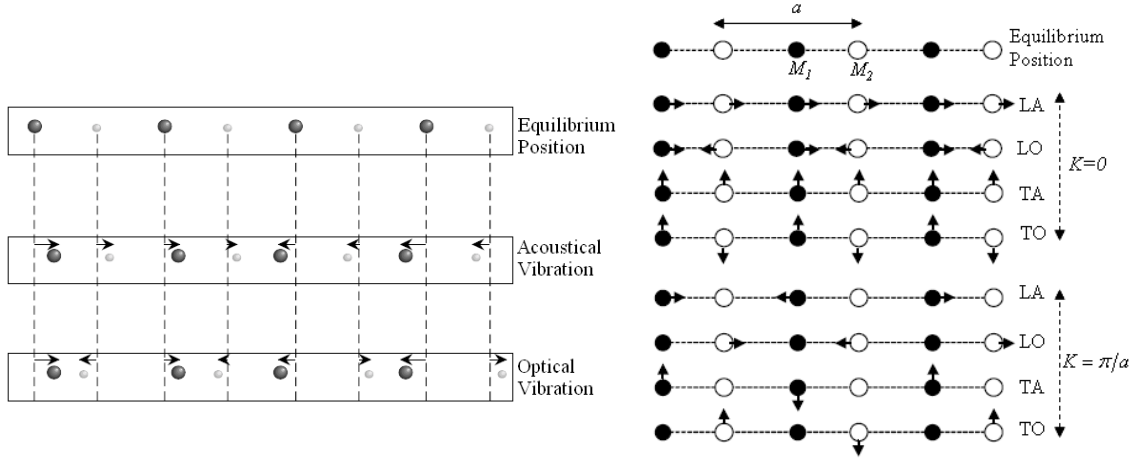 Equilibrium
Position
Acoustical
Vibration
Optical
Vibration
a
Equilibrium
Position
M1
M2
LA
LO
TA
TO
K=0
LA
LO
TA
TO
K = π/a